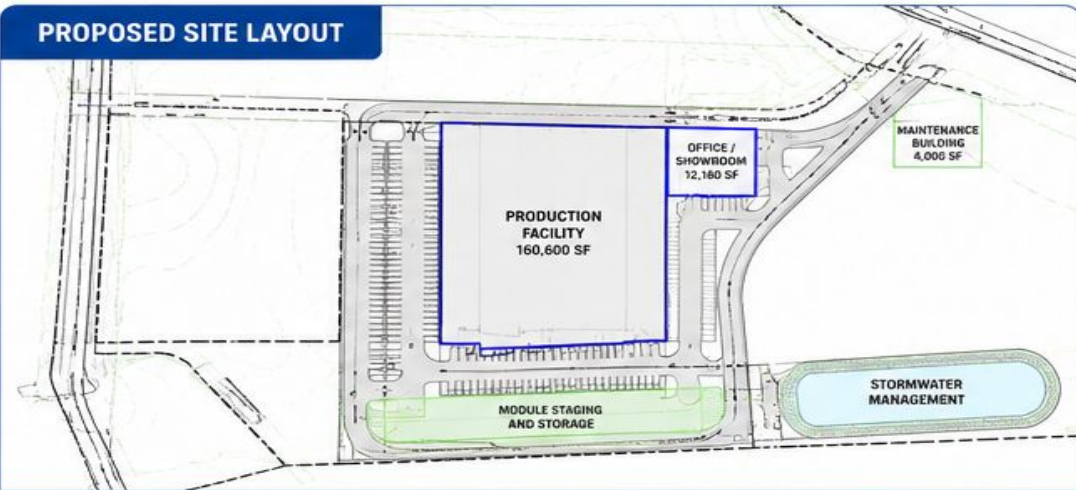 PROPOSED SITE LAYOUT
MAINTENANCE
BUILDING
4,000 SF
OFFICE /
SHOWROOM
12,180 SF
PRODUCTION
FACILITY
160,600 SF
STORMWATER
MANAGEMENT
MODULE STAGING
AND STORAGE